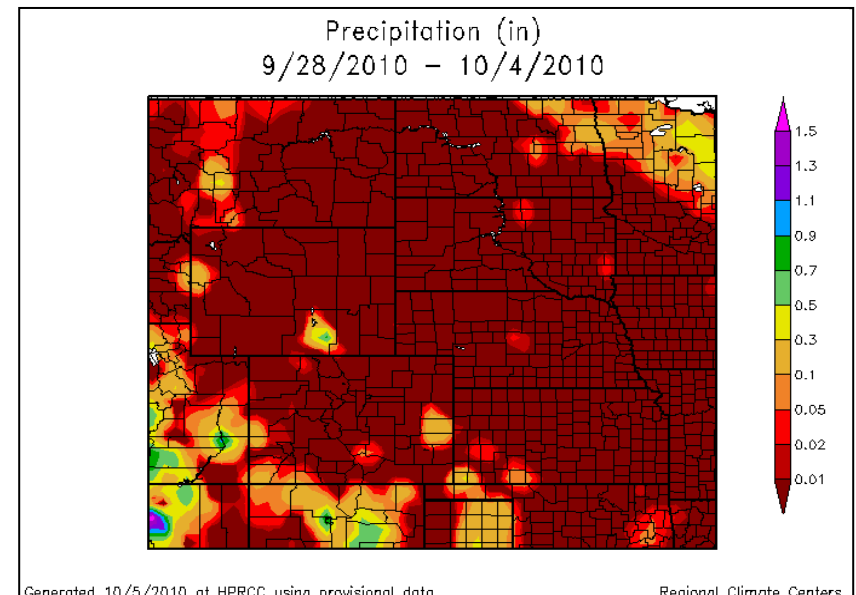 Precipitation (in)
9/28/2010 – 10/4/2010
1.5
1.3
1.1
0.9
0.7
0.5
0.3
0.1
0.05
0.02
0.01
Generated 10/5/2010 at HPRCC using provisional data.
Regional Climate Centers